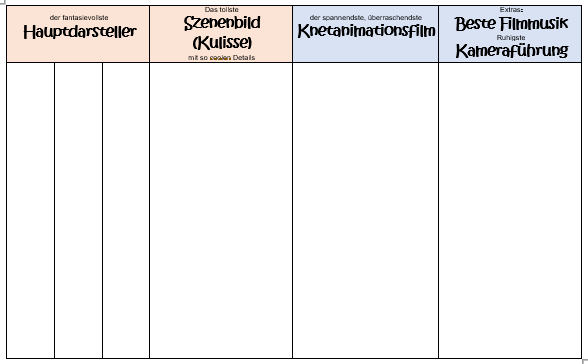 der fantasievollste
Hauptdarsteller
Das tollste
Szenenbild
(Kulisse)
mit so coolen Details
der spannendste, überraschendste
Knetanimationsfilm
Extras:
Beste Filmmusik
Ruhigste
Kameraführung